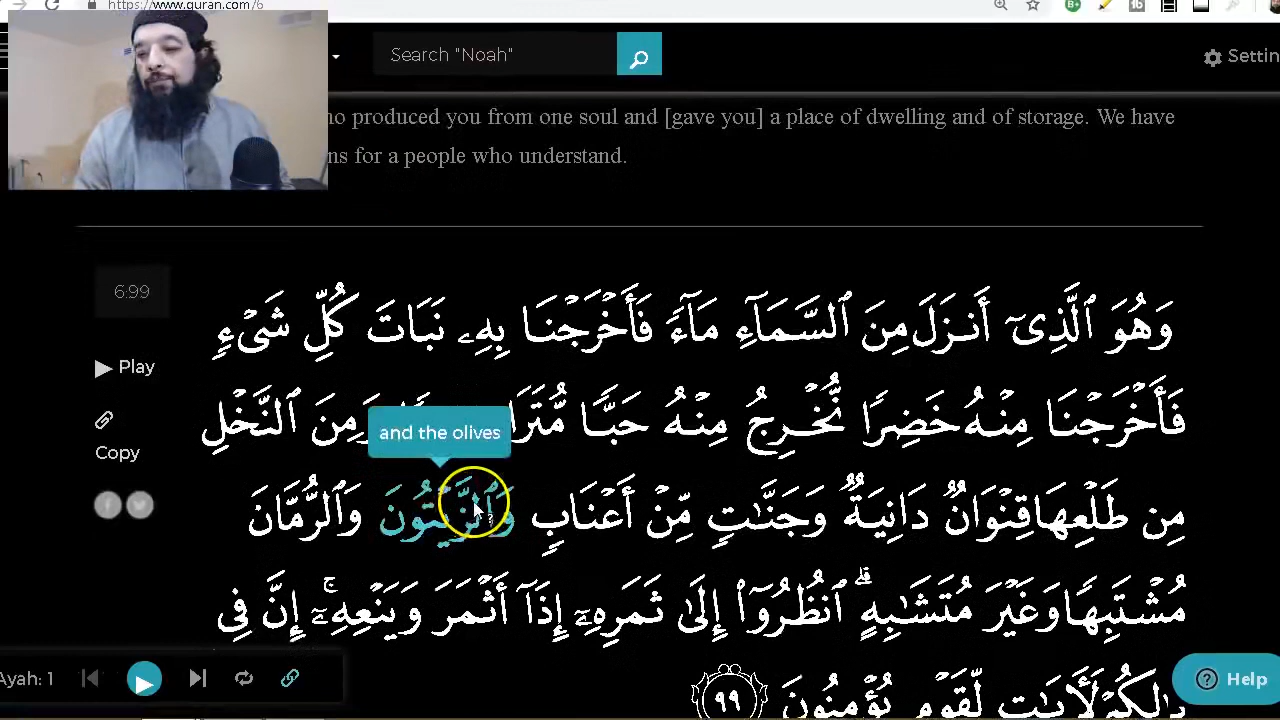 https://www.quran.com/6
Search "Noah"
Settin
no produced you from one soul and [gave you] a place of dwelling and of storage. We have
ns for a people who understand.
6:99
وَهُوَ ٱلَّذِىٓ أَنزَلَ مِنَ ٱلسَّمَآءِ مَآءً فَأَخْرَجْنَا بِهِۦ نَبَاتَ كُلِّ شَىْءٍ
Play
فَأَخْرَجْنَا مِنْهُ خَضِرًا نُّخْرِجُ مِنْهُ حَبًّا مُّتَرَا وَمِنَ ٱلنَّخْلِ
and the olives
Copy
مِن طَلْعِهَا قِنْوَانٌ دَانِيَةٌ وَجَنَّٰتٍ مِّنْ أَعْنَابٍ وَٱلزَّيْتُونَ وَٱلرُّمَّانَ
مُشْتَبِهًا وَغَيْرَ مُتَشَٰبِهٍ ۗ ٱنظُرُوٓا۟ إِلَىٰ ثَمَرِهِۦٓ إِذَآ أَثْمَرَ وَيَنْعِهِۦٓ ۚ إِنَّ فِى
ذَٰلِكُمْ لَءَايَٰتٍ لِّقَوْمٍ يُؤْمِنُونَ ٩٩
Ayah: 1
Help